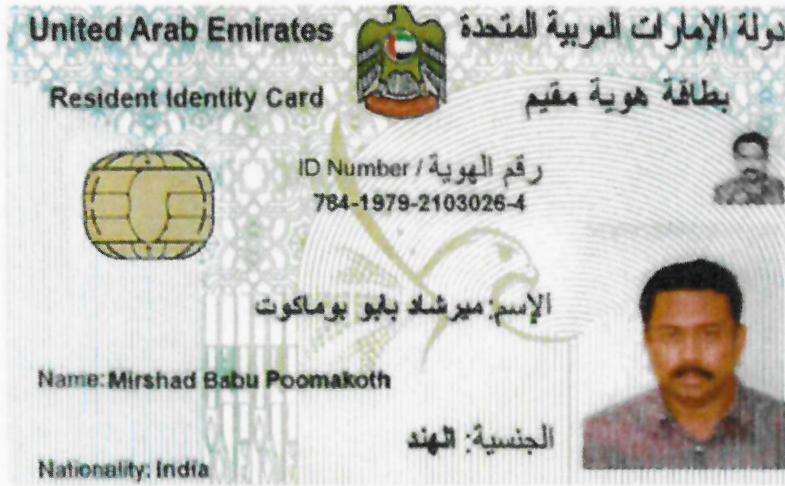 United Arab Emirates
دولة الإمارات العربية المتحدة
Resident Identity Card
بطاقة هوية مقيم
ID Number / رقم الهوية
784-1979-2103026-4
الإسم: ميرشاد بابو بوماكوت
Name: Mirshad Babu Poomakoth
الجنسية: الهند
Nationality: India